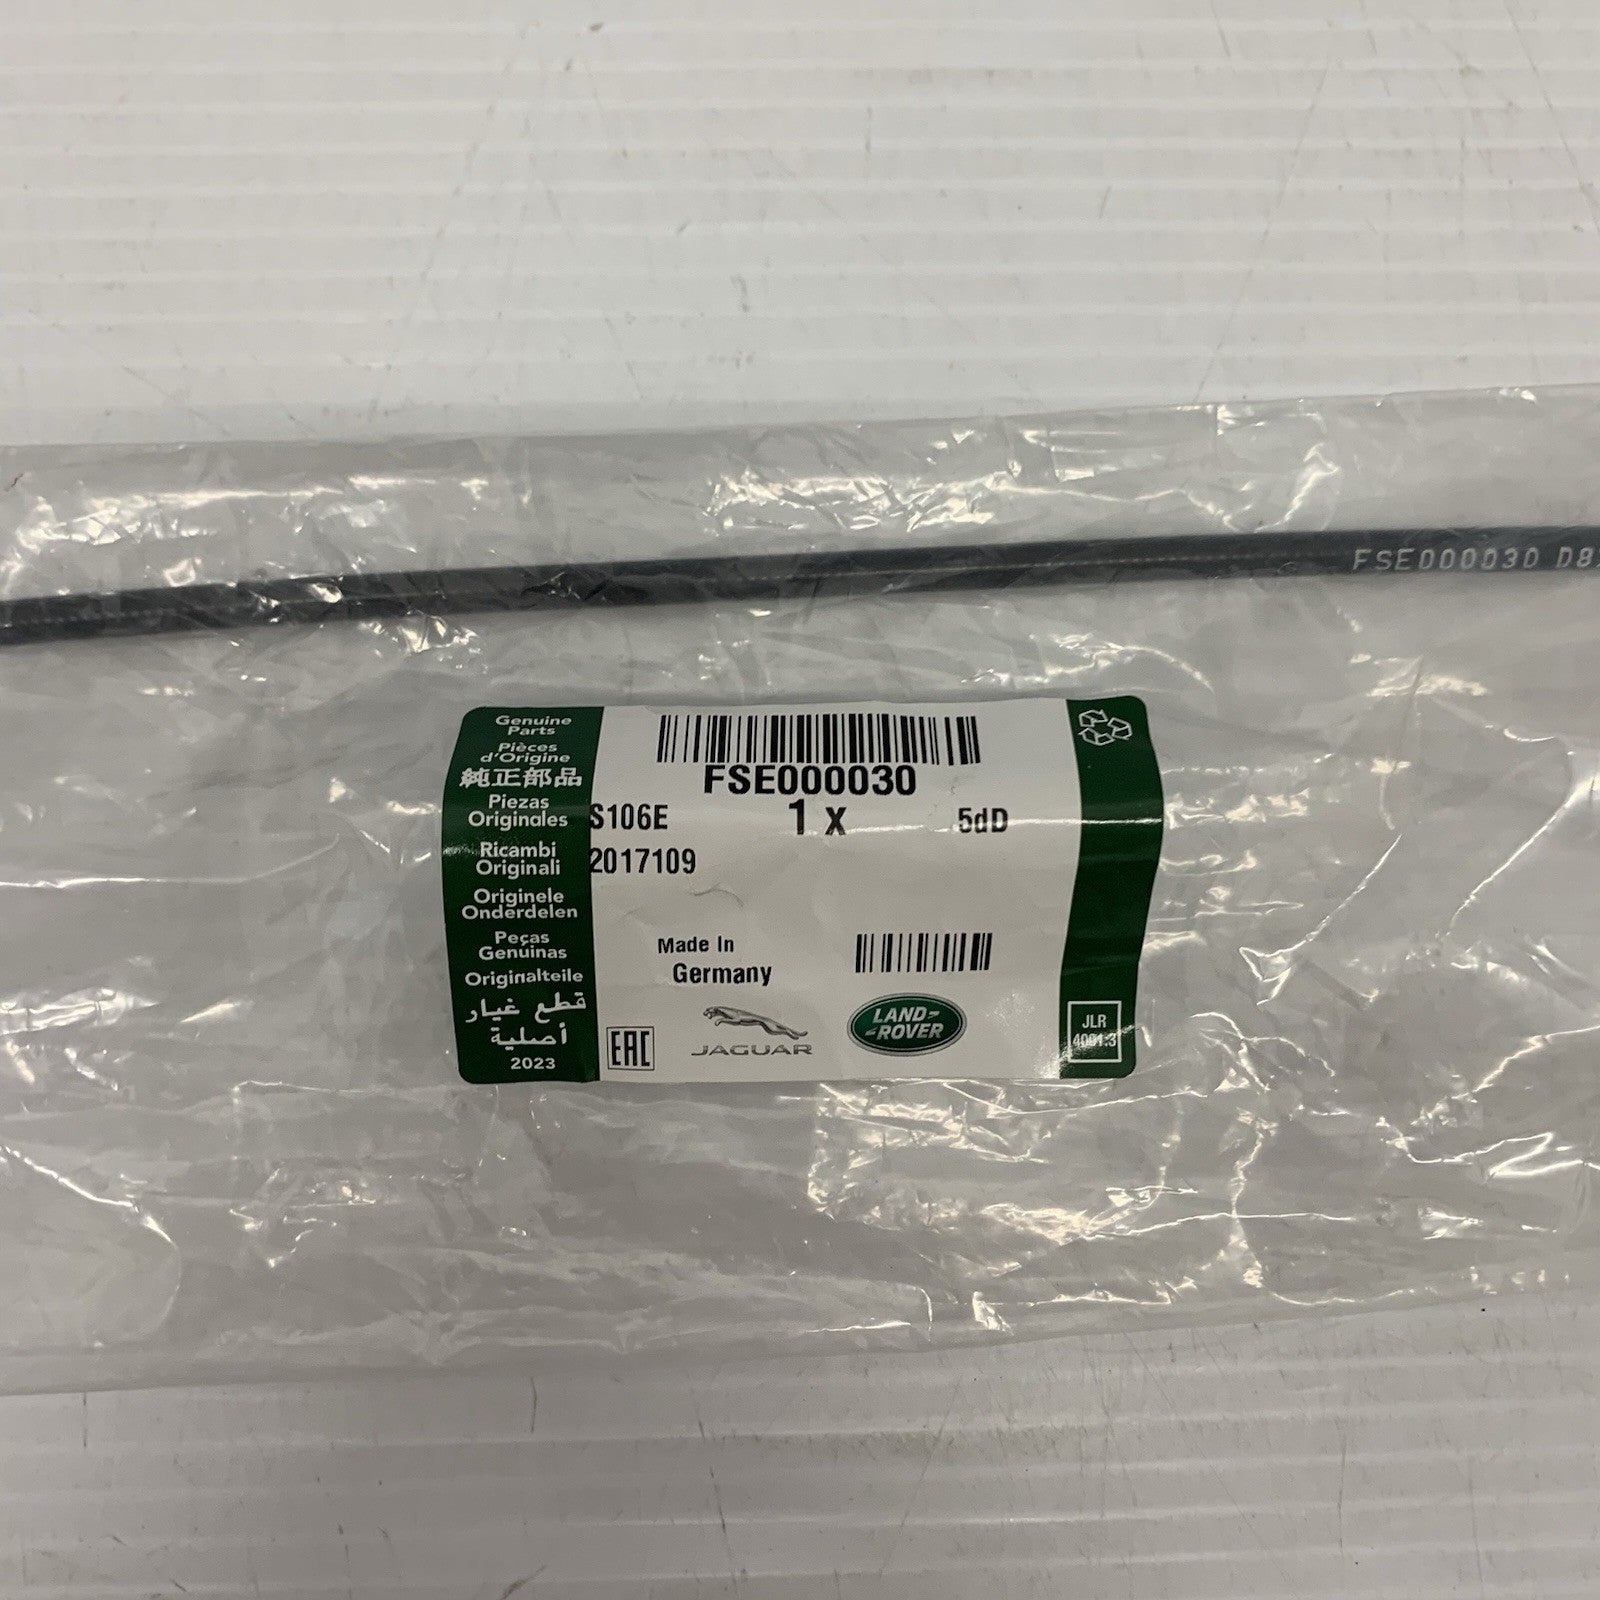 FSE000030 D8
Genuine
Parts
Pièces
d'Origine
純正部品
Piezas
Originales
Ricambi
Originali
Originele
Onderdelen
Peças
Genuinas
Originalteile
قطع غيار
أصلية
2023
FSE000030
S106E 1 x 5dD
2017109
Made In
Germany
EAC
JAGUAR
LAND-
-ROVER
JLR
4001:3